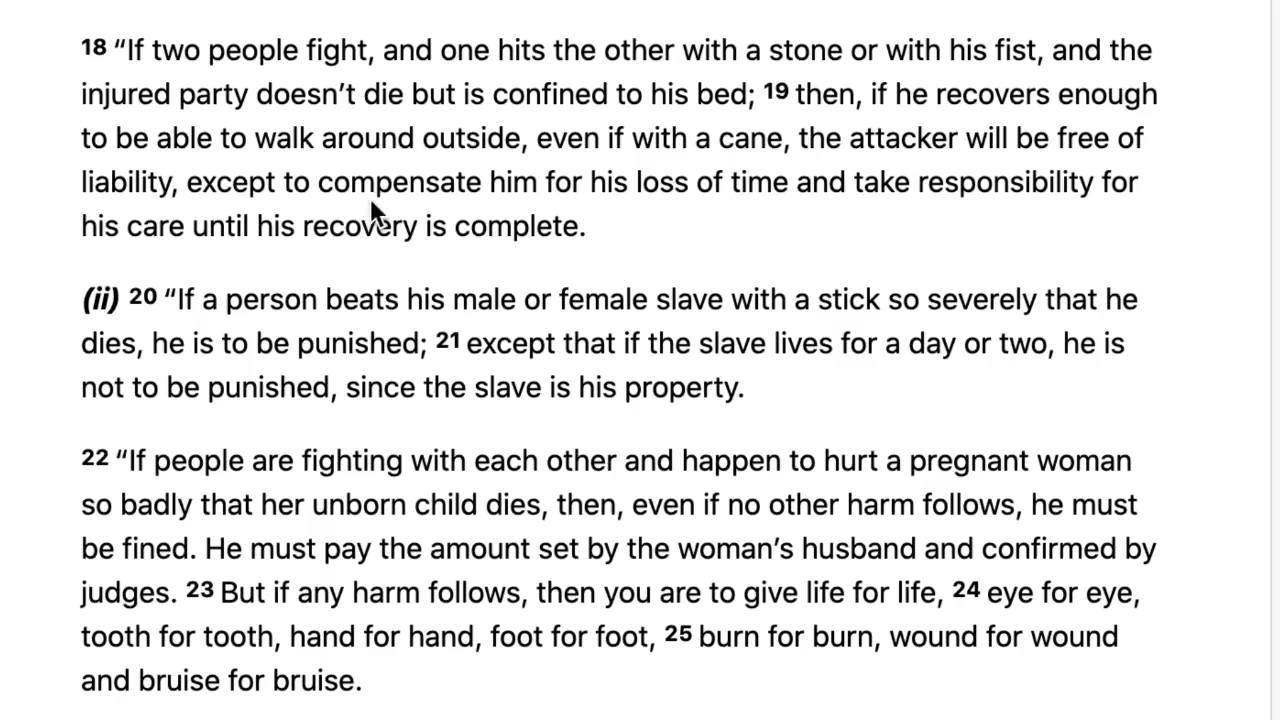 18 “If two people fight, and one hits the other with a stone or with his fist, and the
injured party doesn’t die but is confined to his bed; 19 then, if he recovers enough
to be able to walk around outside, even if with a cane, the attacker will be free of
liability, except to compensate him for his loss of time and take responsibility for
his care until his recovery is complete.
(ii) 20 “If a person beats his male or female slave with a stick so severely that he
dies, he is to be punished; 21 except that if the slave lives for a day or two, he is
not to be punished, since the slave is his property.
22 “If people are fighting with each other and happen to hurt a pregnant woman
so badly that her unborn child dies, then, even if no other harm follows, he must
be fined. He must pay the amount set by the woman’s husband and confirmed by
judges. 23 But if any harm follows, then you are to give life for life, 24 eye for eye,
tooth for tooth, hand for hand, foot for foot, 25 burn for burn, wound for wound
and bruise for bruise.